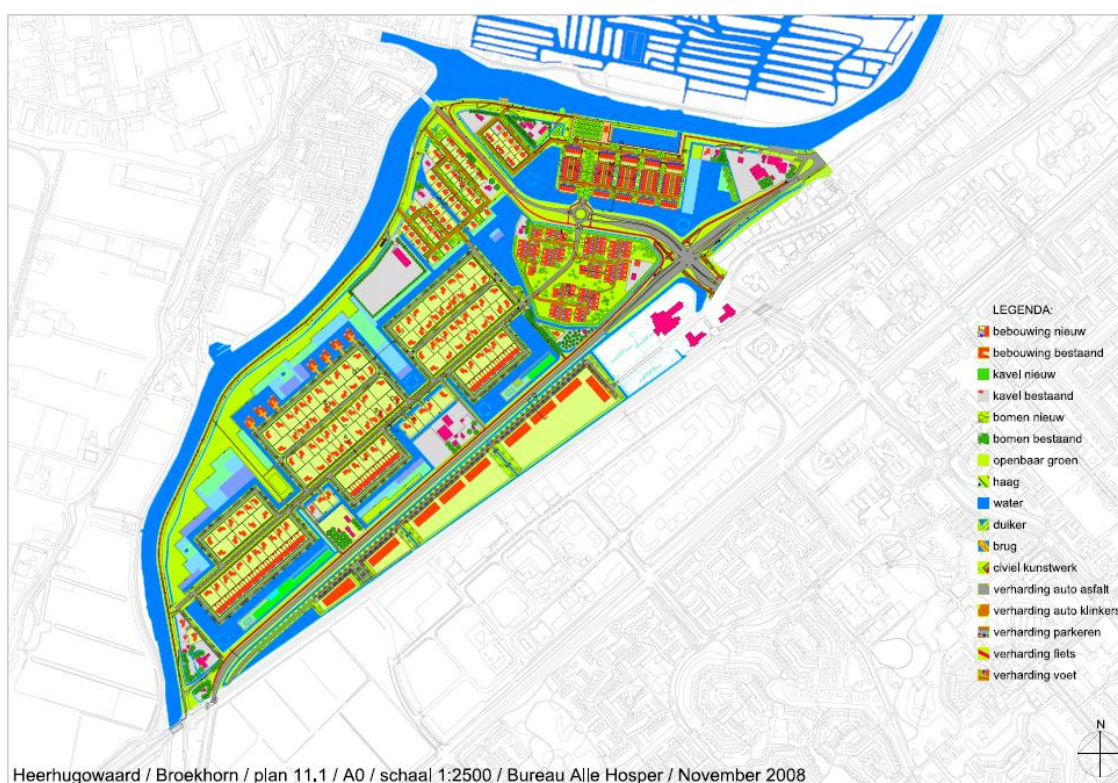 LEGENDA:
bebouwing nieuw
bebouwing bestaand
kavel nieuw
kavel bestaand
bomen nieuw
bomen bestaand
openbaar groen
haag
water
duiker
brug
civiel kunstwerk
verharding auto asfalt
verharding auto klinkers
verharding parkeren
verharding fiets
verharding voet
N
Heerhugowaard / Broekhorn / plan 11.1 / A0 / schaal 1:2500 / Bureau Alle Hosper / November 2008